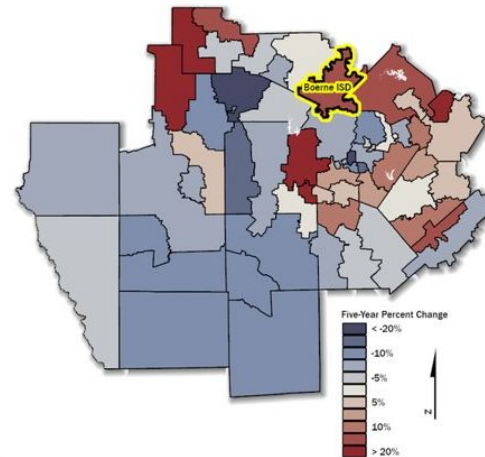 Boerne ISD
Five-Year Percent Change
< -20%
-10%
-5%
5%
10%
> 20%
N